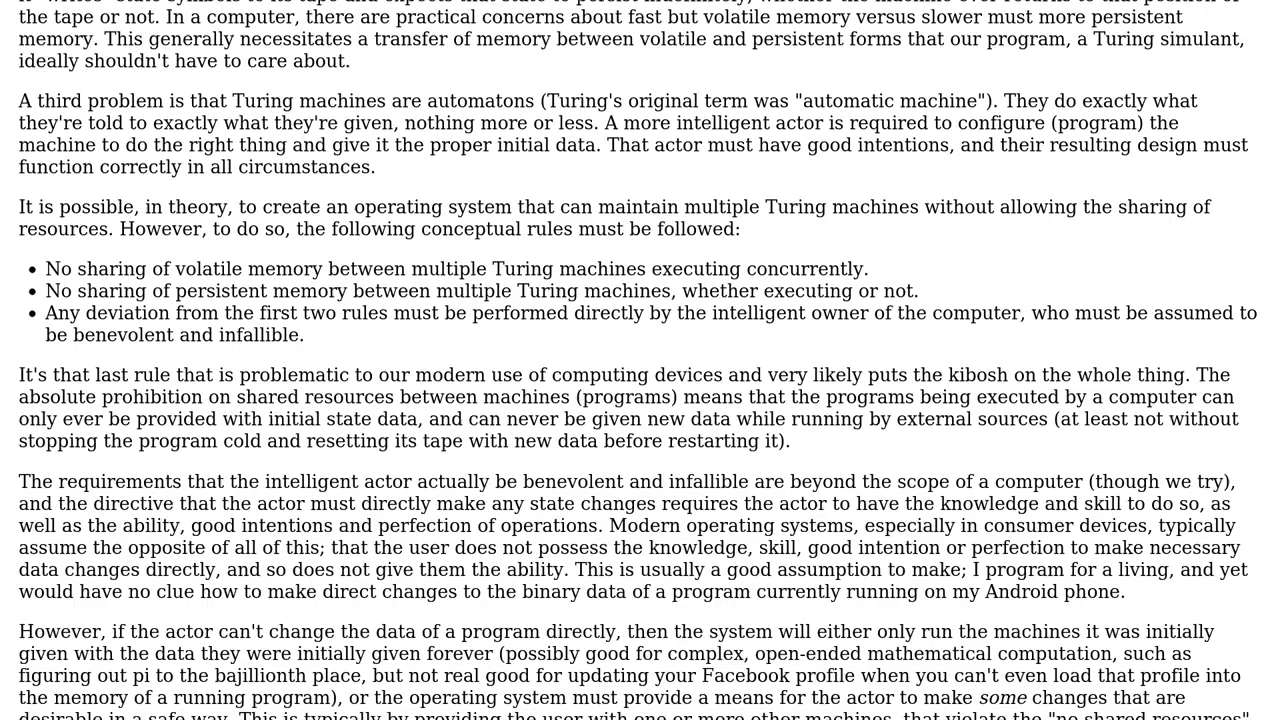 the tape or not. In a computer, there are practical concerns about fast but volatile memory versus slower must more persistent
memory. This generally necessitates a transfer of memory between volatile and persistent forms that our program, a Turing simulant,
ideally shouldn't have to care about.
A third problem is that Turing machines are automatons (Turing's original term was "automatic machine"). They do exactly what
they're told to exactly what they're given, nothing more or less. A more intelligent actor is required to configure (program) the
machine to do the right thing and give it the proper initial data. That actor must have good intentions, and their resulting design must
function correctly in all circumstances.
It is possible, in theory, to create an operating system that can maintain multiple Turing machines without allowing the sharing of
resources. However, to do so, the following conceptual rules must be followed:
• No sharing of volatile memory between multiple Turing machines executing concurrently.
• No sharing of persistent memory between multiple Turing machines, whether executing or not.
• Any deviation from the first two rules must be performed directly by the intelligent owner of the computer, who must be assumed to
be benevolent and infallible.
It's that last rule that is problematic to our modern use of computing devices and very likely puts the kibosh on the whole thing. The
absolute prohibition on shared resources between machines (programs) means that the programs being executed by a computer can
only ever be provided with initial state data, and can never be given new data while running by external sources (at least not without
stopping the program cold and resetting its tape with new data before restarting it).
The requirements that the intelligent actor actually be benevolent and infallible are beyond the scope of a computer (though we try),
and the directive that the actor must directly make any state changes requires the actor to have the knowledge and skill to do so, as
well as the ability, good intentions and perfection of operations. Modern operating systems, especially in consumer devices, typically
assume the opposite of all of this; that the user does not possess the knowledge, skill, good intention or perfection to make necessary
data changes directly, and so does not give them the ability. This is usually a good assumption to make; I program for a living, and yet
would have no clue how to make direct changes to the binary data of a program currently running on my Android phone.
However, if the actor can't change the data of a program directly, then the system will either only run the machines it was initially
given with the data they were initially given forever (possibly good for complex, open-ended mathematical computation, such as
figuring out pi to the bajillionth place, but not real good for updating your Facebook profile when you can't even load that profile into
the memory of a running program), or the operating system must provide a means for the actor to make some changes that are
desirable in a safe way. This is typically by providing the user with one or more other machines, that violate the "no shared resources"